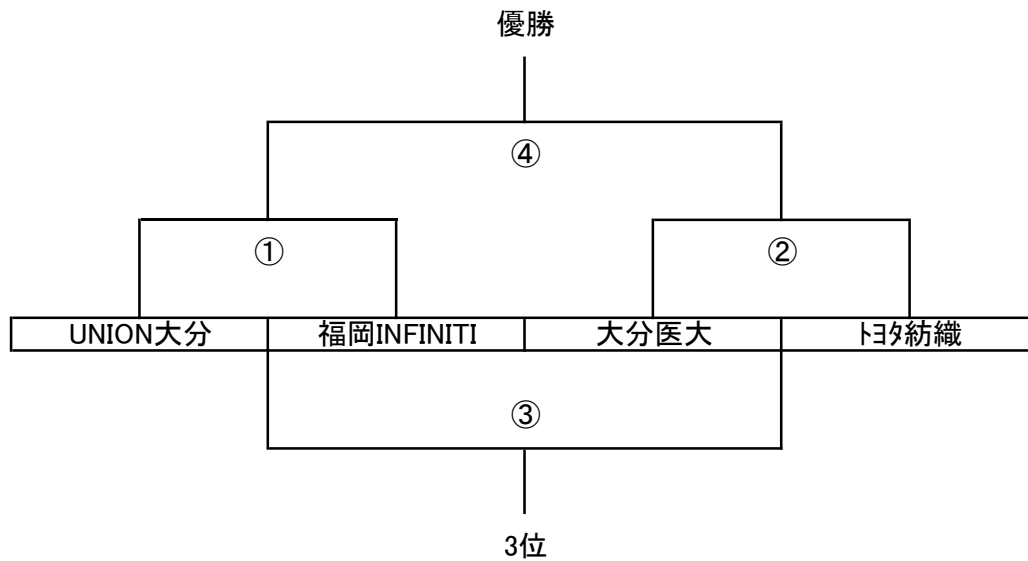 優勝
④
①
②
UNION大分
福岡INFINITI
大分医大
ﾄﾖﾀ紡織
③
3位